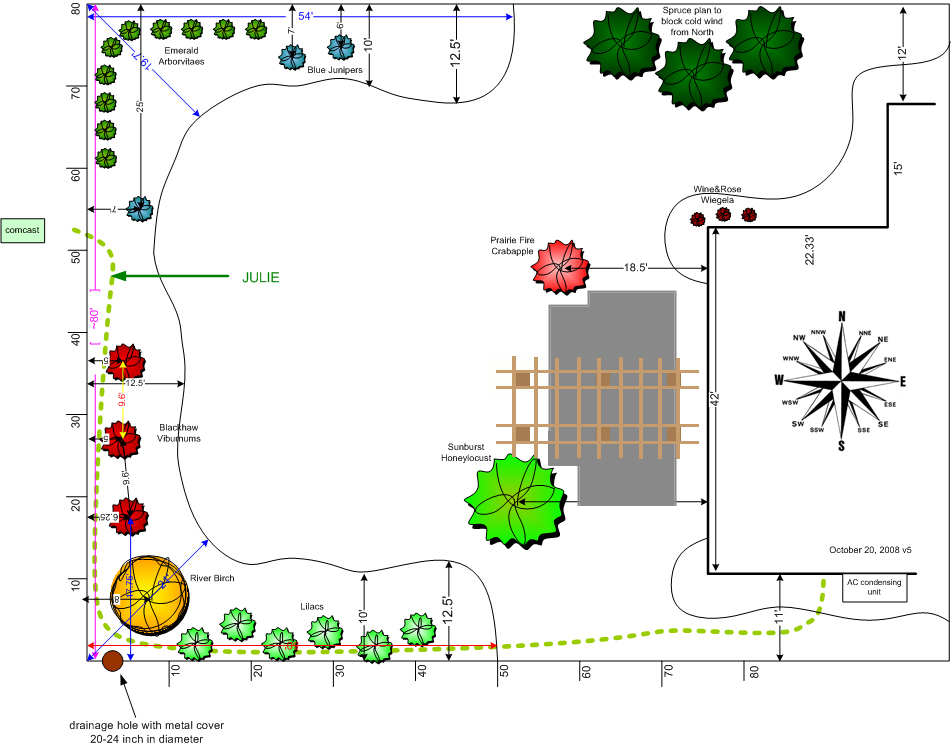 80
54'
7'
6'
10'
12.5'
Emerald
Arborvitaes
Blue Junipers
19.7'
25'
Spruce plan to
block cold wind
from North
12'
70
15'
60
Wine&Rose
Wiegela
7'
comcast
50
Prairie Fire
Crabapple
18.5'
22.33'
JULIE
[ ~80' ]
40
N
NNW
NNE
NW
NE
WNW
ENE
W
E
WSW
ESE
SW
SE
SSW
SSE
S
5'
12.5'
9.6'
42'
30
5'
Blackhaw
Viburnums
Sunburst
Honeylocust
9.6'
20
6.25'
October 20, 2008 v5
17.75'
River Birch
10
8'
AC condensing
unit
Lilacs
10'
12.5'
11'
10
20
30
40
50
60
70
80
drainage hole with metal cover
20-24 inch in diameter